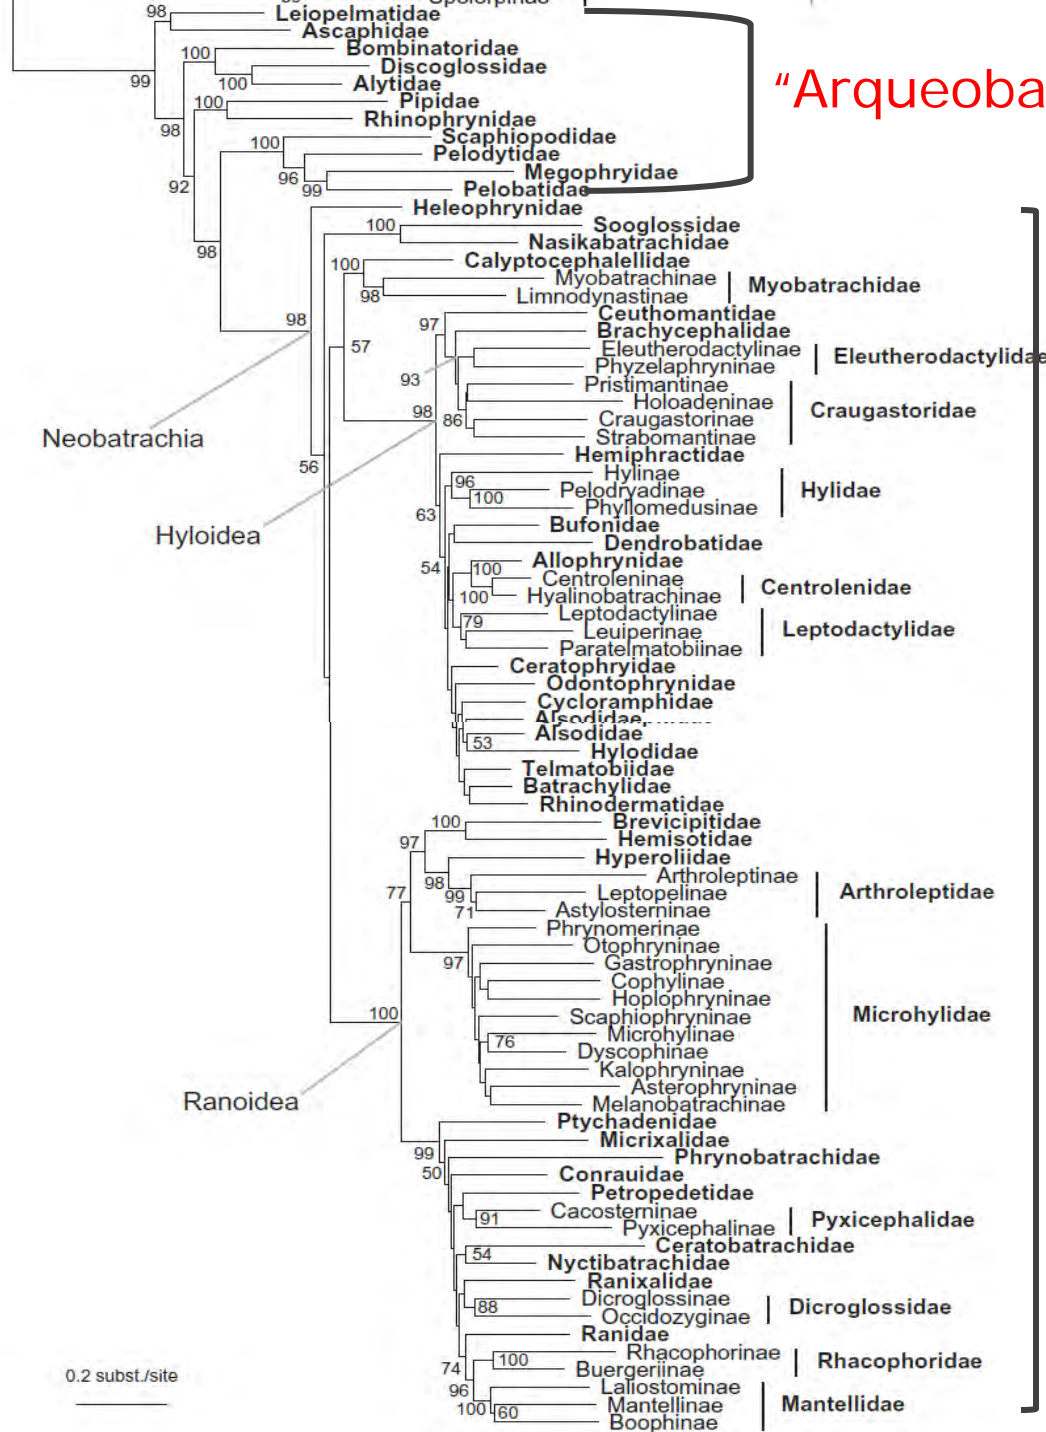 Leiopelmatidae
98
Ascaphidae
"Arqueoba
Bombinatoridae
100
Discoglossidae
99
100
Alytidae
100
Pipidae
Rhinophrynidae
98
Scaphiopodidae
100
Pelodytidae
Megophryidae
96
99
92
Pelobatidae
Heleophrynidae
100
Sooglossidae
Nasikabatrachidae
98
Calyptocephalellidae
100
Myobatrachinae
Myobatrachidae
98
Limnodynastinae
Ceuthomantidae
98
97
Brachycephalidae
57
Eleutherodactylinae
Eleutherodactylidae
Phyzelaphryninae
93
Pristimantinae
Holoadeninae
Craugastoridae
98
86
Craugastorinae
Neobatrachia
Strabomantinae
Hemiphractidae
56
Hylinae
96
Pelodryadinae
Hylidae
100
Phyllomedusinae
63
Bufonidae
Hyloidea
Dendrobatidae
Allophrynidae
54
100
Centroleninae
Centrolenidae
100
Hyalinobatrachinae
Leptodactylinae
79
Leuiperinae
Leptodactylidae
Paratelmatobiinae
Ceratophryidae
Odontophrynidae
Cycloramphidae
Alsodidae
Alsodidae
53
Hylodidae
Telmatobiidae
Batrachylidae
Rhinodermatidae
100
Brevicipitidae
97
Hemisotidae
Hyperoliidae
Arthroleptinae
98
77
99
Leptopelinae
Arthroleptidae
71
Astylosterninae
Phrynomerinae
Otophryninae
97
Gastrophryninae
Cophylinae
Hoplophryninae
100
Scaphiophryninae
Microhylidae
Microhylinae
76
Dyscophinae
Kalophryninae
Asterophryninae
Ranoidea
Melanobatrachinae
Ptychadenidae
Micrixalidae
99
Phrynobatrachidae
50
Conrauidae
Petropedetidae
Cacosterninae
91
Pyxicephalidae
Pyxicephalinae
Ceratobatrachidae
54
Nyctibatrachidae
Ranixalidae
Dicroglossinae
88
Dicroglossidae
Occidozyginae
Ranidae
Rhacophorinae
100
Rhacophoridae
74
Buergeriinae
0.2 subst./site
Laliostominae
96
Mantellinae
Mantellidae
100
60
Boophinae